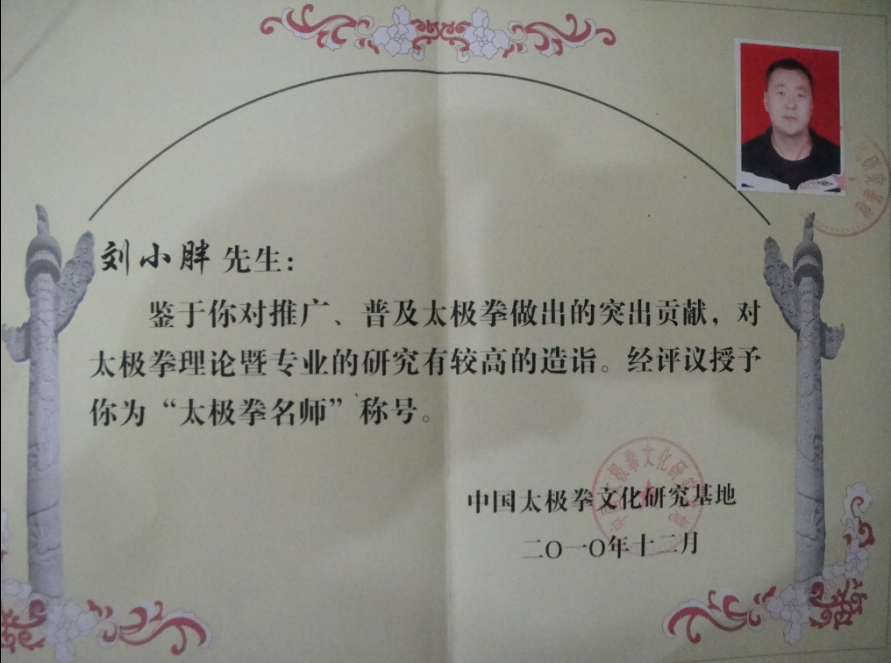 刘小胖 先生：
鉴于你对推广、普及太极拳做出的突出贡献，对
太极拳理论暨专业的研究有较高的造诣。经评议授予
你为“太极拳名师”称号。
中国太极拳文化研究基地
二〇一〇年十二月